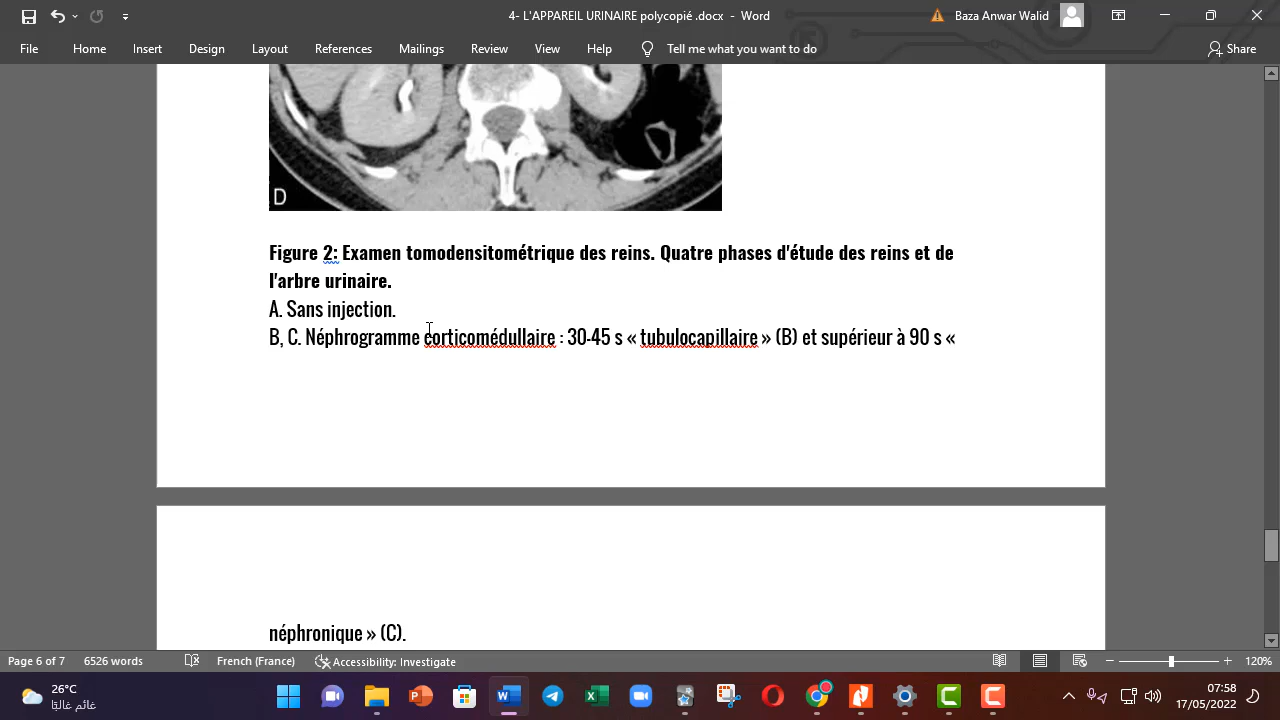 4- L'APPAREIL URINAIRE polycopié .docx - Word
Baza Anwar Walid
File Home Insert Design Layout References Mailings Review View Help Tell me what you want to do Share
D
Figure 2: Examen tomodensitométrique des reins. Quatre phases d'étude des reins et de
l'arbre urinaire.
A. Sans injection.
B, C. Néphrogramme corticomédullaire : 30-45 s « tubulocapillaire » (B) et supérieur à 90 s «
néphronique » (C).
Page 6 of 7 6526 words French (France) Accessibility: Investigate 120%
26°C
غائم غالبًا
07:58
17/05/2022